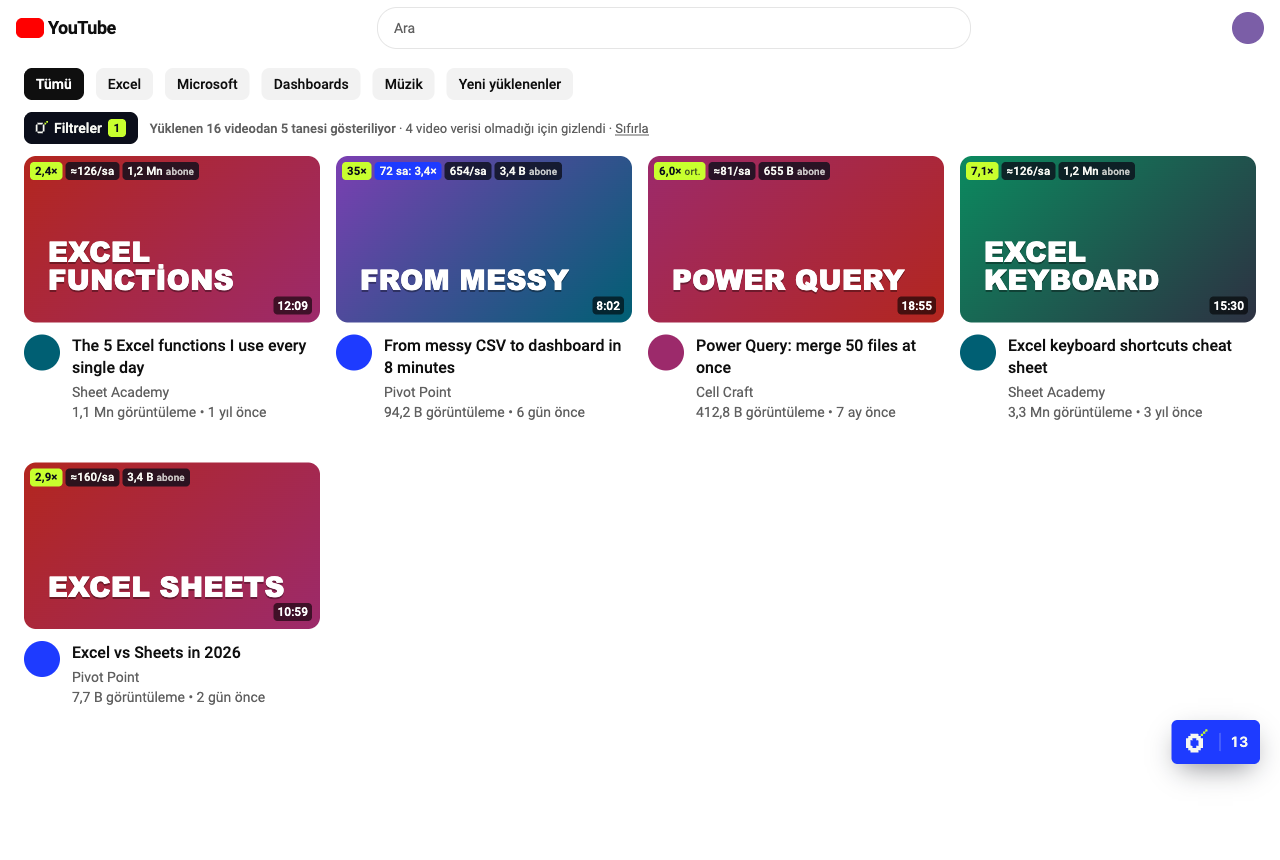 YouTube
Ara
Tümü
Excel
Microsoft
Dashboards
Müzik
Yeni yüklenenler
Filtreler 1
Yüklenen 16 videodan 5 tanesi gösteriliyor · 4 video verisi olmadığı için gizlendi · Sıfırla
2,4× ≈126/sa 1,2 Mn abone
EXCEL
FUNCTİONS
12:09
The 5 Excel functions I use every
single day
Sheet Academy
1,1 Mn görüntüleme • 1 yıl önce
35× 72 sa: 3,4× 654/sa 3,4 B abone
FROM MESSY
8:02
From messy CSV to dashboard in
8 minutes
Pivot Point
94,2 B görüntüleme • 6 gün önce
6,0× ort. ≈81/sa 655 B abone
POWER QUERY
18:55
Power Query: merge 50 files at
once
Cell Craft
412,8 B görüntüleme • 7 ay önce
7,1× ≈126/sa 1,2 Mn abone
EXCEL
KEYBOARD
15:30
Excel keyboard shortcuts cheat
sheet
Sheet Academy
3,3 Mn görüntüleme • 3 yıl önce
2,9× ≈160/sa 3,4 B abone
EXCEL SHEETS
10:59
Excel vs Sheets in 2026
Pivot Point
7,7 B görüntüleme • 2 gün önce
13